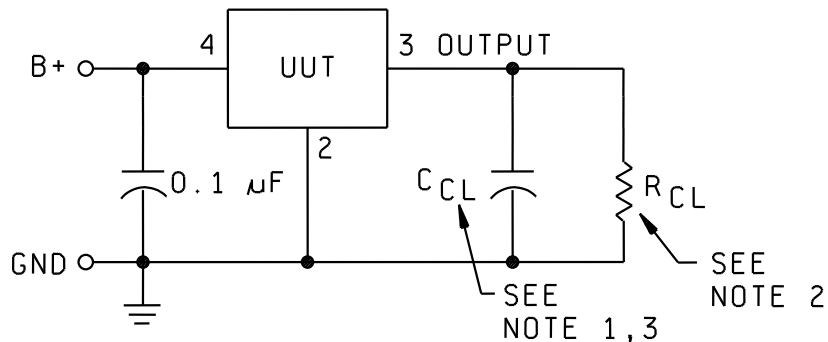 4
3 OUTPUT
B+
UUT
2
0.1 µF
C CL
R CL
GND
SEE
NOTE 1,3
SEE
NOTE 2